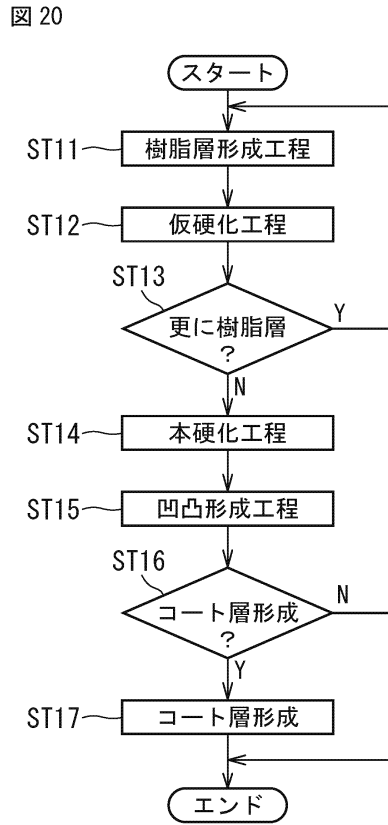 図 20
スタート
ST11
樹脂層形成工程
ST12
仮硬化工程
ST13
更に樹脂層
?
Y
N
ST14
本硬化工程
ST15
凹凸形成工程
ST16
コート層形成
?
N
Y
ST17
コート層形成
エンド